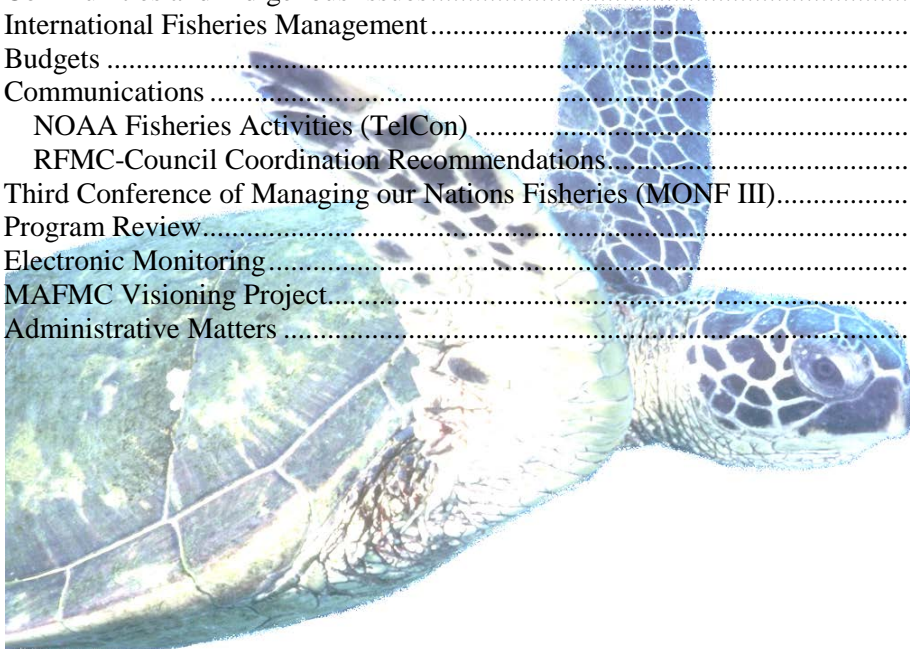 International Fisheries Management..........................................................................
Budgets ..........................................................................................................................
Communications ..........................................................................................................
NOAA Fisheries Activities (TelCon) ..................................................................
RFMC-Council Coordination Recommendations..............................................
Third Conference of Managing our Nations Fisheries (MONF III)....................
Program Review............................................................................................................
Electronic Monitoring..................................................................................................
MAFMC Visioning Project..........................................................................................
Administrative Matters ................................................................................................